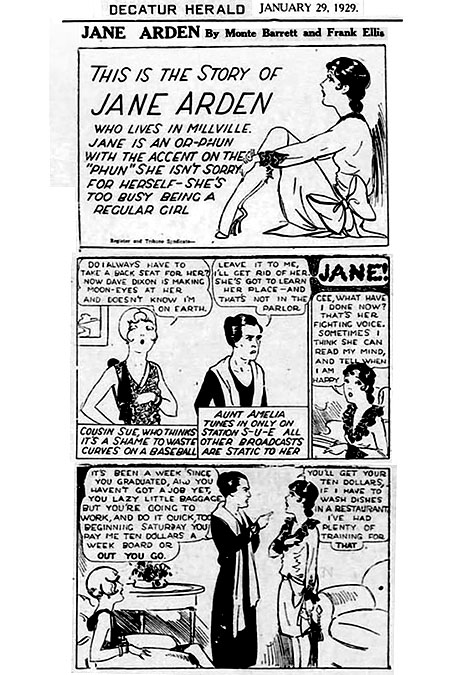 DECATUR HERALD JANUARY 29, 1929.
JANE ARDEN By Monte Barrett and Frank Ellis
THIS IS THE STORY OF
JANE ARDEN
WHO LIVES IN MILLVILLE.
JANE IS AN OR-PHUN
WITH THE ACCENT ON THE
"PHUN" SHE ISN'T SORRY
FOR HERSELF- SHE'S
TOO BUSY BEING A
REGULAR GIRL
Register and Tribune Syndicate
DO I ALWAYS HAVE TO
TAKE A BACK SEAT FOR HER?
NOW DAVE DIXON IS MAKING
MOON-EYES AT HER
AND DOESN'T KNOW I'M
ON EARTH.
COUSIN SUE, WHO THINKS
IT'S A SHAME TO WASTE
CURVES ON A BASEBALL
LEAVE IT TO ME,
I'LL GET RID OF HER
SHE'S GOT TO LEARN
HER PLACE—AND
THAT'S NOT IN THE
PARLOR
AUNT AMELIA
TUNES IN ONLY ON
STATION S-U-E ALL
OTHER BROADCASTS
ARE STATIC TO HER
JANE!
GEE, WHAT HAVE
I DONE NOW?
THAT'S HER
FIGHTING VOICE.
SOMETIMES I
THINK SHE CAN
READ MY MIND,
AND TELL WHEN
I AM
HAPPY
IT'S BEEN A WEEK SINCE
YOU GRADUATED, AND YOU
HAVEN'T GOT A JOB YET,
YOU LAZY LITTLE BAGGAGE
BUT YOU'RE GOING TO
WORK, AND DO IT QUICK, TOO
BEGINNING SATURDAY YOU
PAY ME TEN DOLLARS A
WEEK BOARD OR
OUT YOU GO.
YOU'LL GET YOUR
TEN DOLLARS,
IF I HAVE TO
WASH DISHES
IN A RESTAURANT.
I'VE HAD
PLENTY OF
TRAINING FOR
THAT.